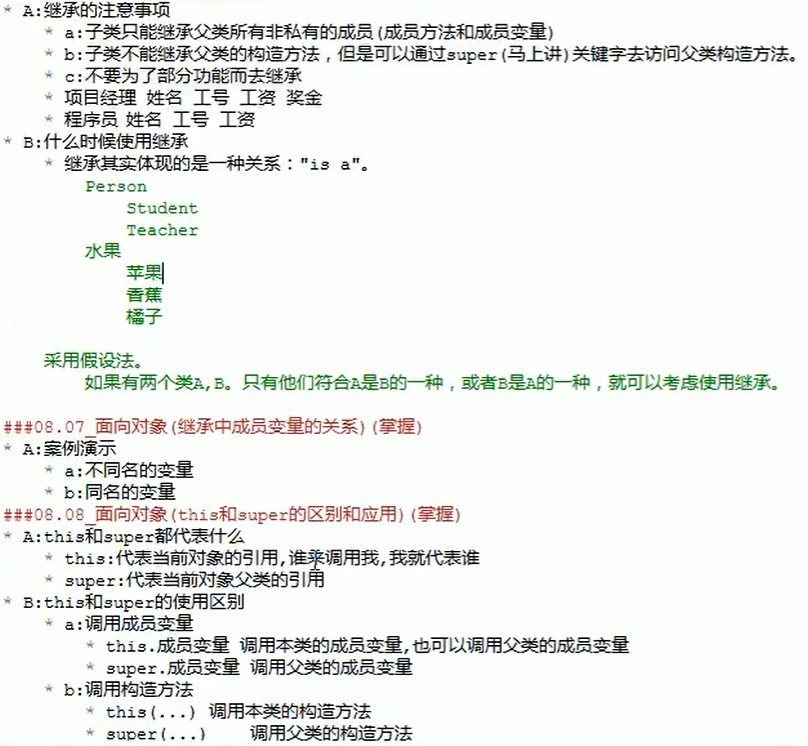 * A:继承的注意事项
* a:子类只能继承父类所有非私有的成员(成员方法和成员变量)
* b:子类不能继承父类的构造方法，但是可以通过super(马上讲)关键字去访问父类构造方法。
* c:不要为了部分功能而去继承
* 项目经理 姓名 工号 工资 奖金
* 程序员 姓名 工号 工资
* B:什么时候使用继承
* 继承其实体现的是一种关系："is a"。
Person
Student
Teacher
水果
苹果
香蕉
橘子
采用假设法。
如果有两个类A,B。只有他们符合A是B的一种，或者B是A的一种，就可以考虑使用继承。
###08.07_面向对象(继承中成员变量的关系)(掌握)
* A:案例演示
* a:不同名的变量
* b:同名的变量
###08.08_面向对象(this和super的区别和应用)(掌握)
* A:this和super都代表什么
* this:代表当前对象的引用,谁来调用我,我就代表谁
* super:代表当前对象父类的引用
* B:this和super的使用区别
* a:调用成员变量
* this.成员变量 调用本类的成员变量,也可以调用父类的成员变量
* super.成员变量 调用父类的成员变量
* b:调用构造方法
* this(...) 调用本类的构造方法
* super(...) 调用父类的构造方法